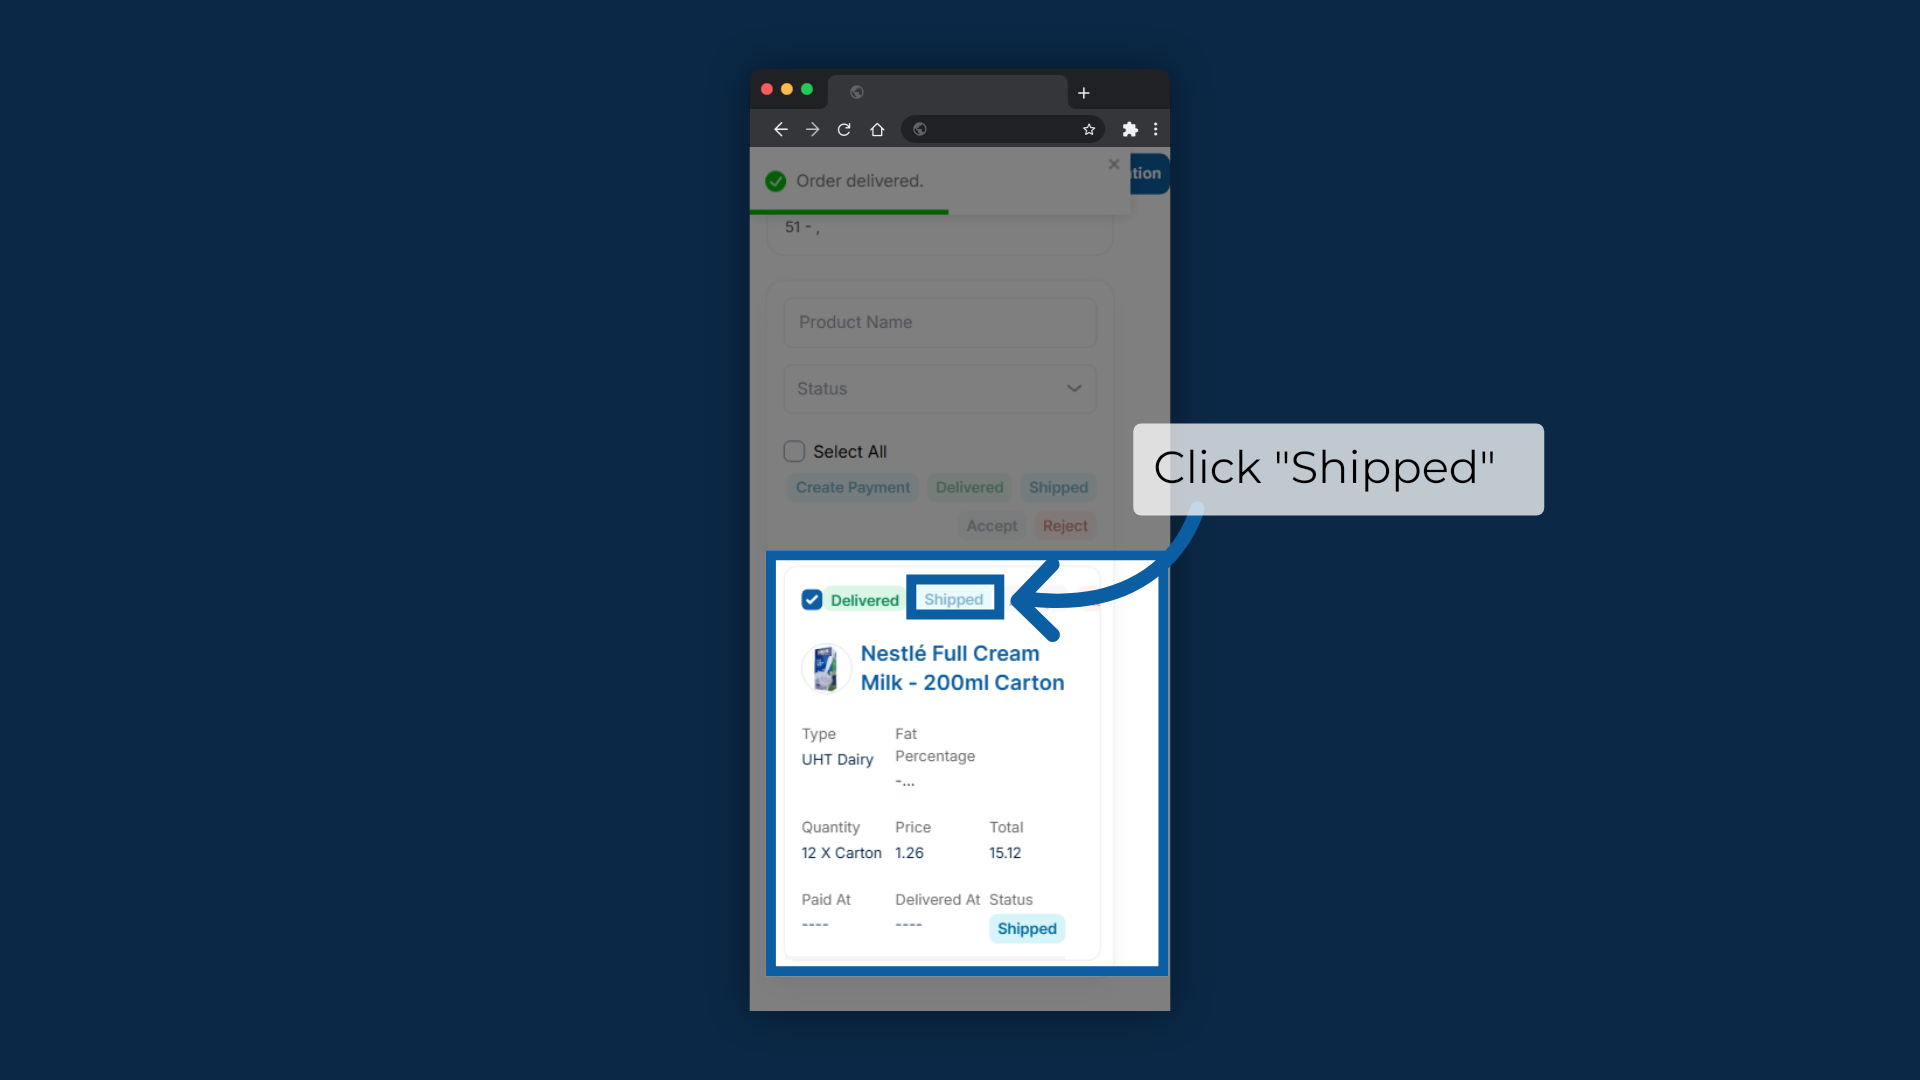 Order delivered.
tion
51 - ,
Product Name
Status
Select All
Create Payment Delivered Shipped
Accept Reject
Click "Shipped"
Delivered Shipped
Nestlé Full Cream
Milk - 200ml Carton
Type Fat
Percentage
UHT Dairy
-...
Quantity Price Total
12 X Carton 1.26 15.12
Paid At Delivered At Status
---- ---- Shipped